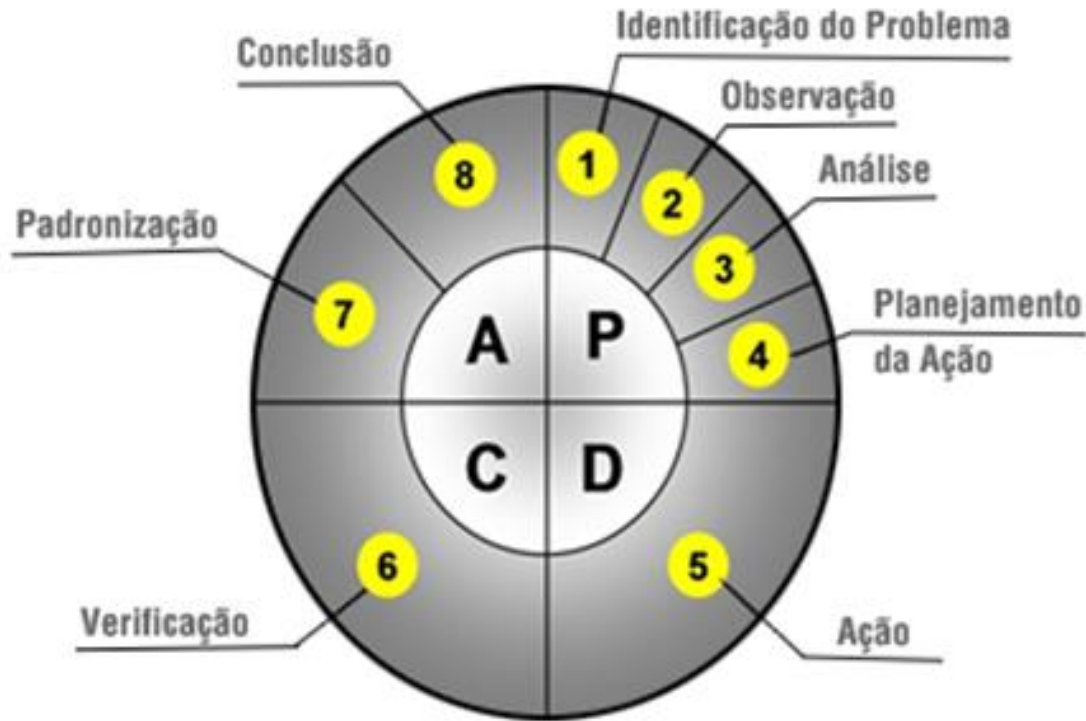 Identificação do Problema
Conclusão
Observação
Análise
Padronização
Planejamento
da Ação
Verificação
Ação
1
2
3
4
5
6
7
8
A P
C D